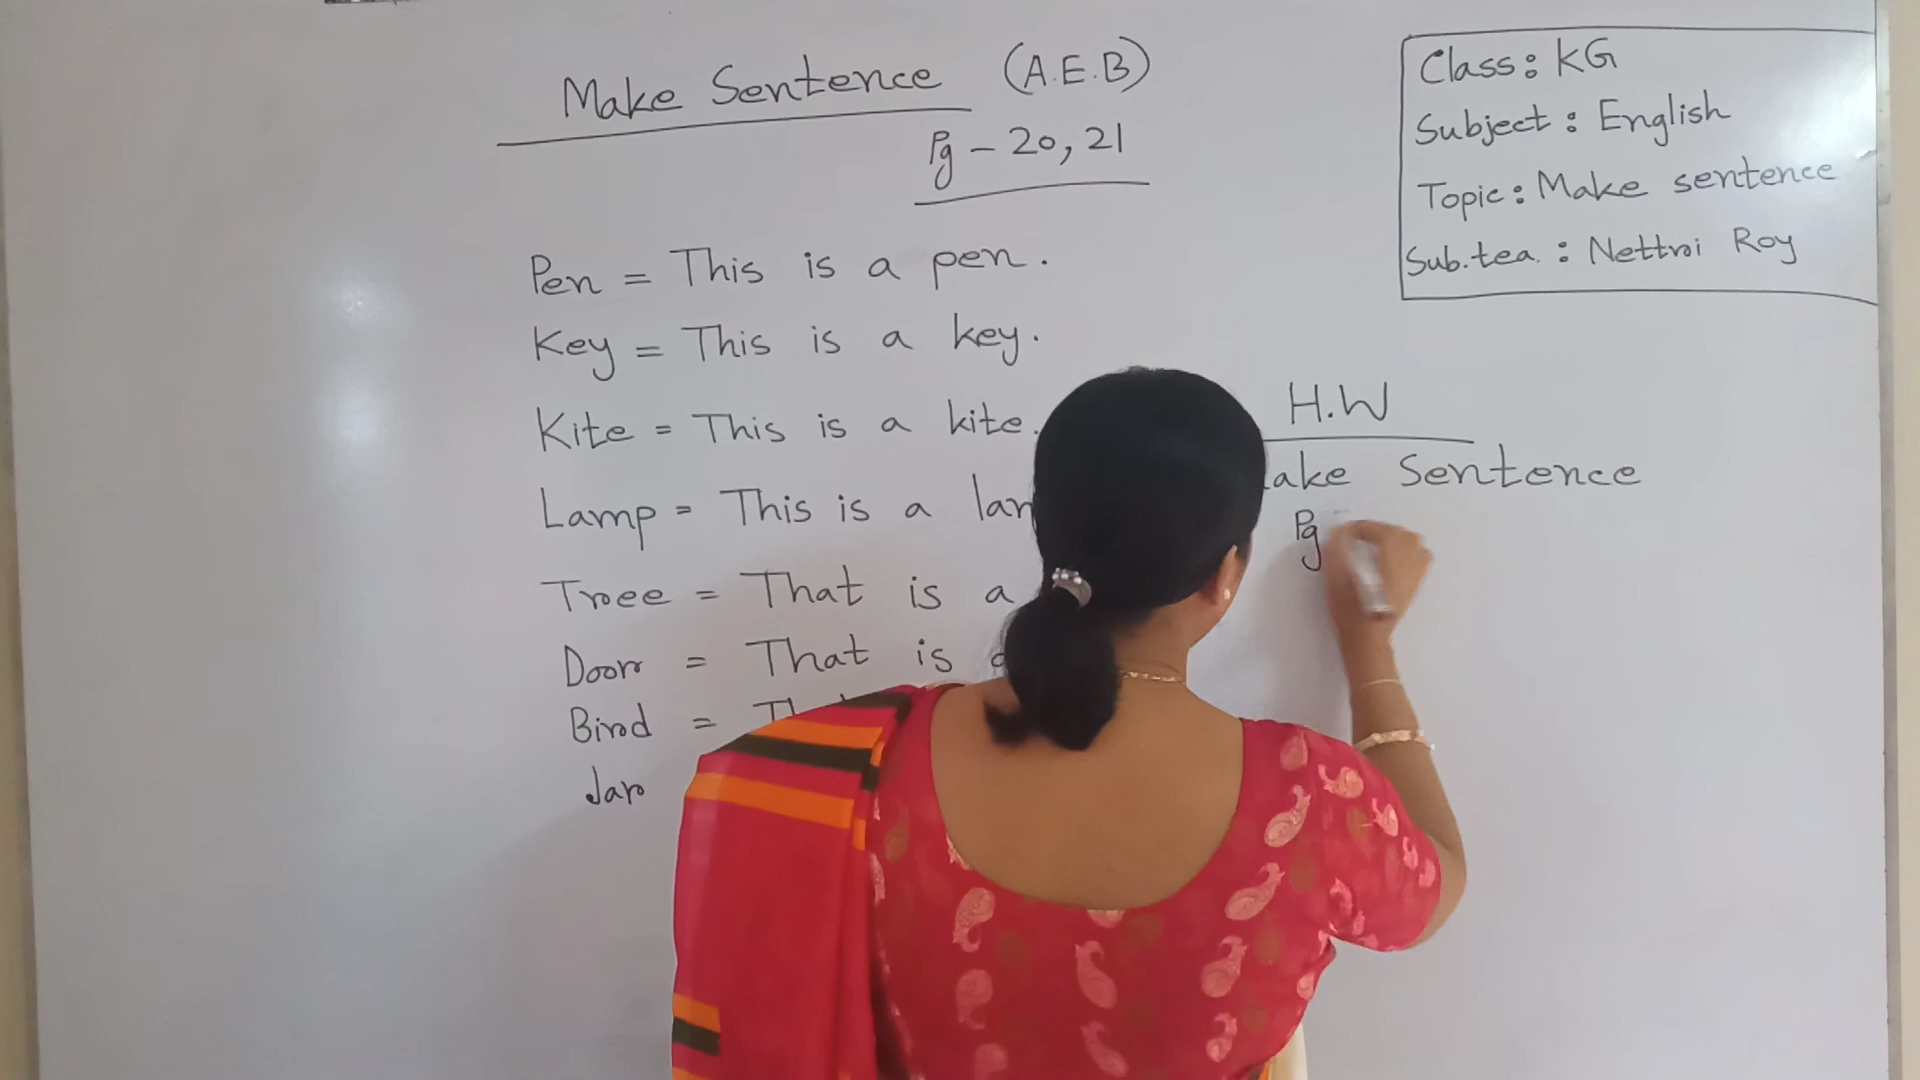 Make Sentence (A.E.B)
Pg - 20, 21
Pen = This is a pen.
Key = This is a key.
Kite = This is a kite.
Lamp = This is a
Tree = That is a
Door = That is
Bird =
Jar
Class: KG
Subject: English
Topic: Make sentence
Sub.tea. : Nettroi Roy
H.W
Sentence
Pg